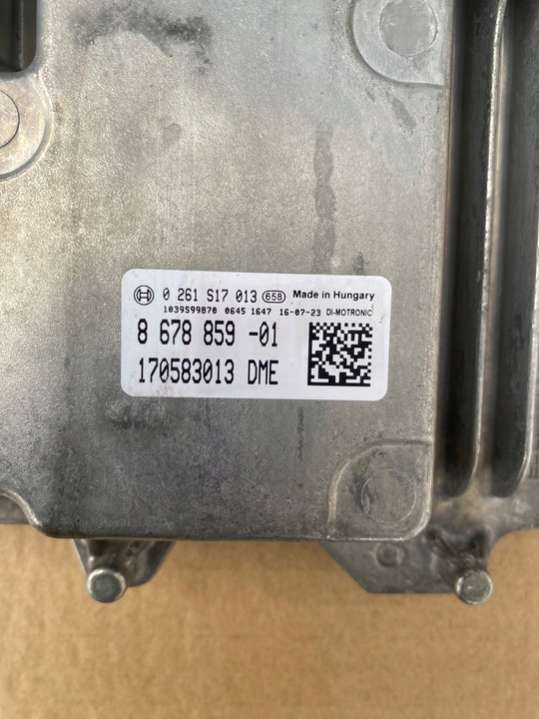 0 261 S17 013 658 Made in Hungary
1039S99870 0645 1647 16-07-23 DI-MOTRONIC
8 678 859 -01
170583013 DME